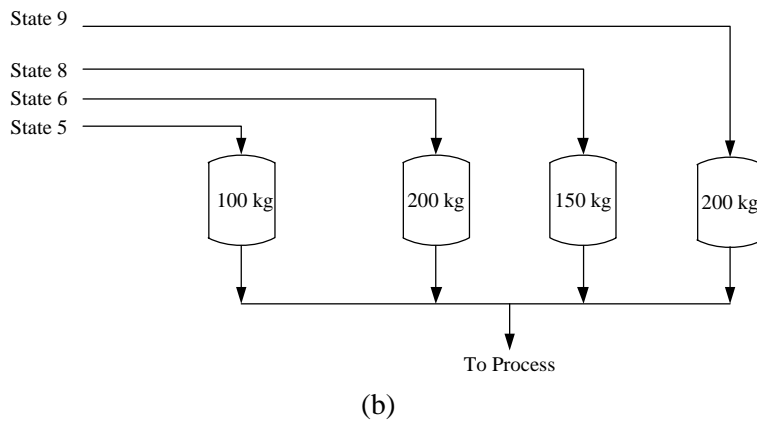 State 9
State 8
State 6
State 5
100 kg
200 kg
150 kg
200 kg
To Process
(b)